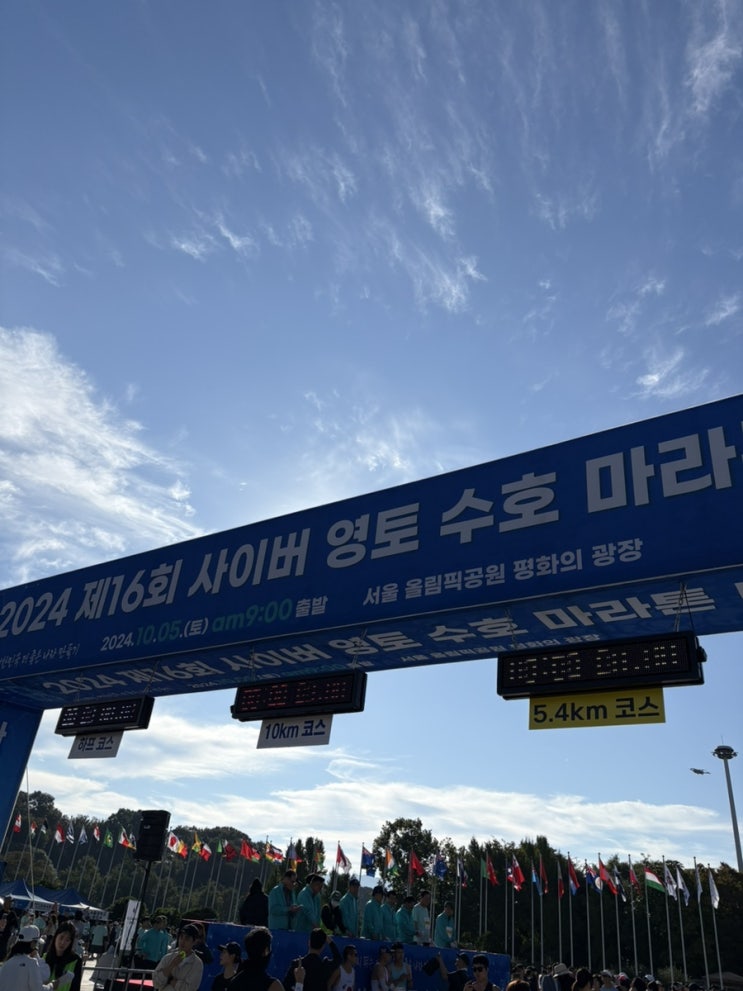 2024 제16회 사이버 영토 수호 마라톤
2024.10.05.(토) am9:00 출발 서울 올림픽공원 평화의 광장
2024 제16회 사이버 영토 수호 마라톤
하프 코스
10km 코스
5.4km 코스